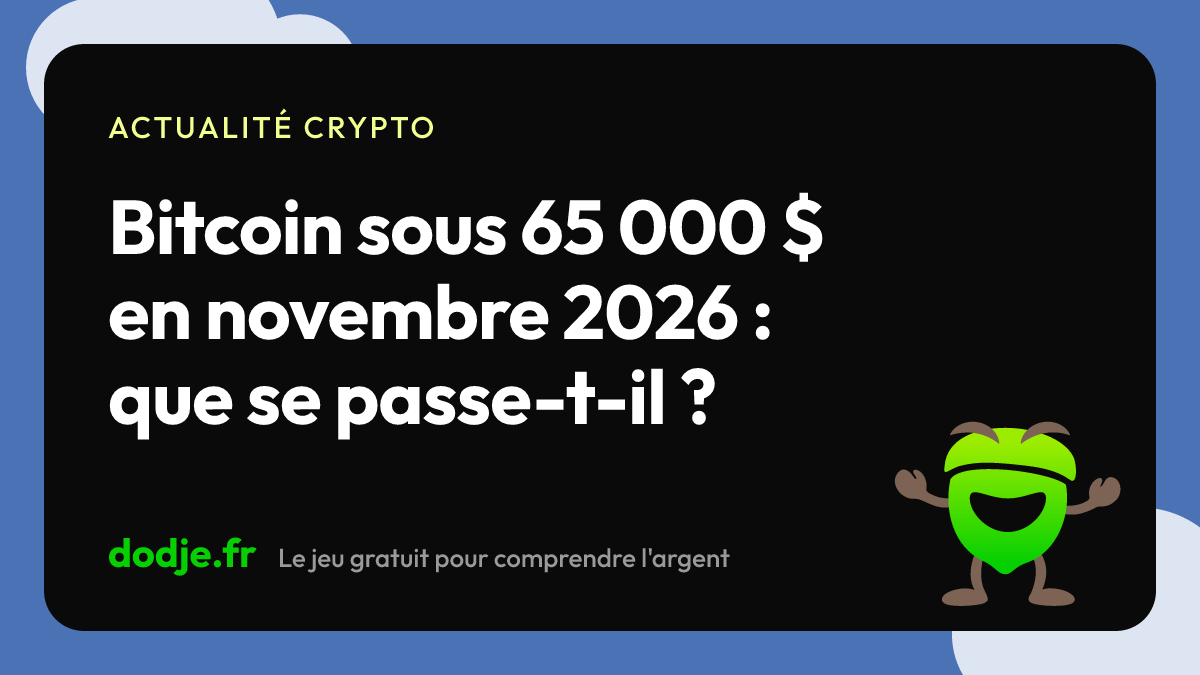 ACTUALITÉ CRYPTO
Bitcoin sous 65 000 $
en novembre 2026 :
que se passe-t-il ?
dodje.fr Le jeu gratuit pour comprendre l'argent